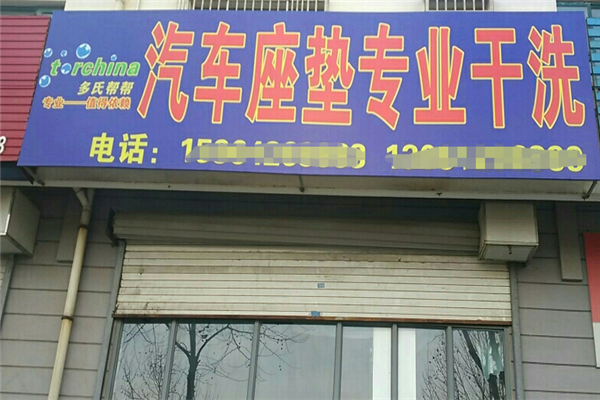 torchina
多氏帮帮
专业——值得依赖
汽车座垫专业干洗
电话：